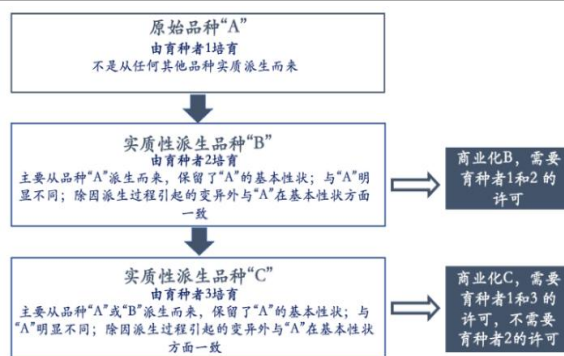 原始品种“A”
由育种者1培育
不是从任何其他品种实质派生而来
实质性派生品种“B”
由育种者2培育
主要从品种“A”派生而来，保留了“A”的基本性状；与“A”明
显不同；除因派生过程引起的变异外与“A”在基本性状方面
一致
商业化B，需要
育种者1和2 的
许可
实质性派生品种“C”
由育种者3培育
主要从品种“A”或“B”派生而来，保留了“A”的基本性状；与
“A”明显不同；除因派生过程引起的变异外与“A”在基本性状
方面一致
商业化C，需要
育种者1和3 的
许可，不需要
育种者2的许可